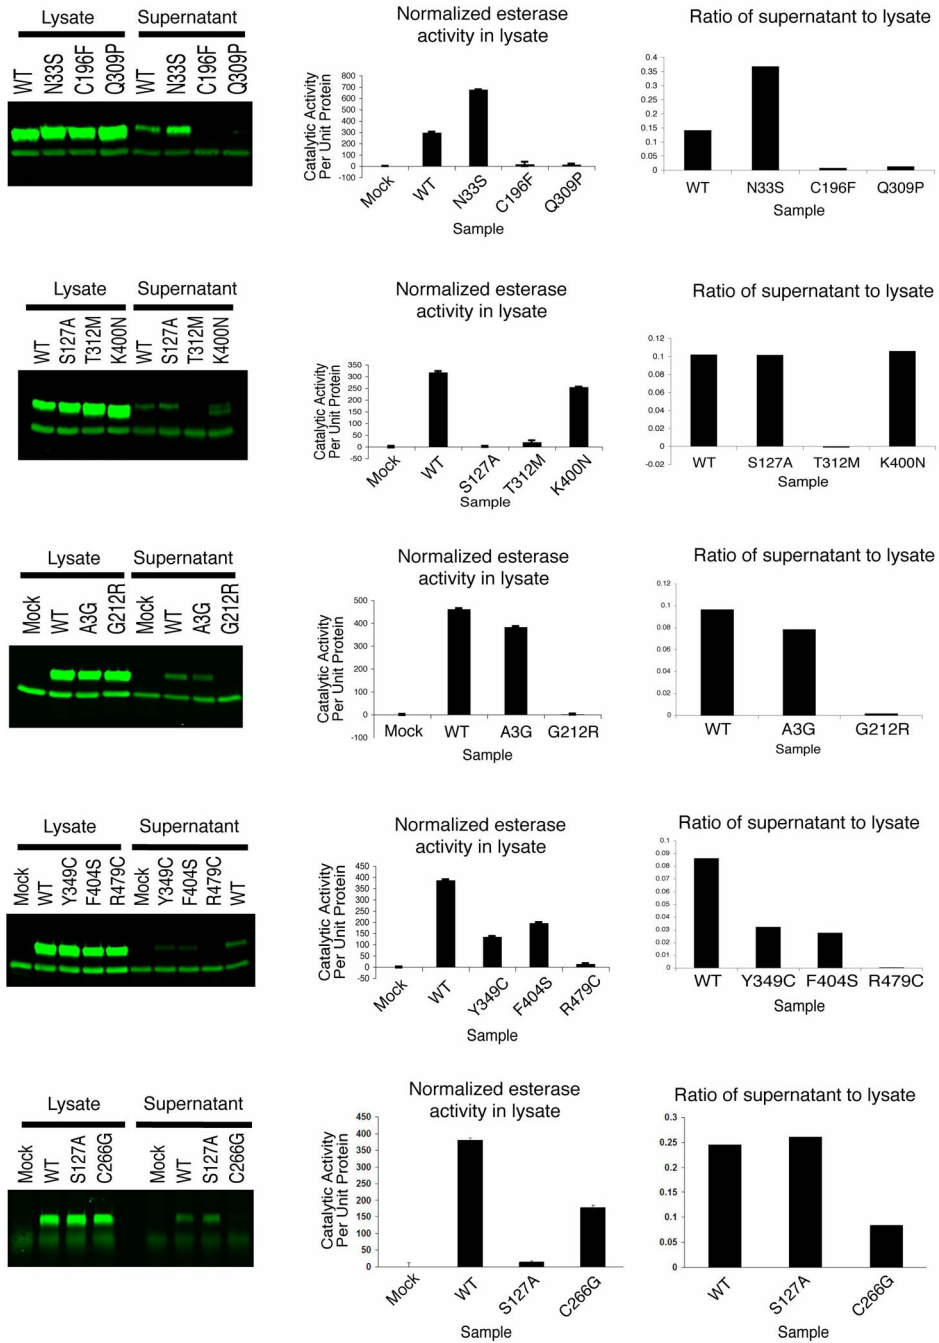 Lysate Supernatant
WT N33S C196F Q309P WT N33S C196F Q309P
Normalized esterase
activity in lysate
Catalytic Activity
Per Unit Protein
800
700
600
500
400
300
200
100
0
-100
Mock WT N33S C196F Q309P
Sample
Ratio of supernatant to lysate
0.4
0.35
0.3
0.25
0.2
0.15
0.1
0.05
0
WT N33S C196F Q309P
Sample
Lysate Supernatant
WT S127A T312M K400N WT S127A T312M K400N
Normalized esterase
activity in lysate
Catalytic Activity
Per Unit Protein
350
300
250
200
150
100
50
0
-50
Mock WT S127A T312M K400N
Sample
Ratio of supernatant to lysate
0.12
0.1
0.08
0.06
0.04
0.02
0
-0.02
WT S127A T312M K400N
Sample
Lysate Supernatant
Mock WT A3G G212R Mock WT A3G G212R
Normalized esterase
activity in lysate
Catalytic Activity
Per Unit Protein
500
400
300
200
100
0
-100
Mock WT A3G G212R
Sample
Ratio of supernatant to lysate
0.12
0.1
0.08
0.06
0.04
0.02
0
WT A3G G212R
Sample
Lysate Supernatant
Mock WT Y349C F404S R479C Mock Y349C F404S R479C WT
Normalized esterase
activity in lysate
Catalytic Activity
Per Unit Protein
450
400
350
300
250
200
150
100
50
0
-50
Mock WT Y349C F404S R479C
Sample
Ratio of supernatant to lysate
0.1
0.09
0.08
0.07
0.06
0.05
0.04
0.03
0.02
0.01
0
WT Y349C F404S R479C
Sample
Lysate Supernatant
Mock WT S127A C266G Mock WT S127A C266G
Normalized esterase
activity in lysate
Catalytic Activity
Per Unit Protein
450
400
350
300
250
200
150
100
50
0
Mock WT S127A C266G
Sample
Ratio of supernatant to lysate
0.3
0.25
0.2
0.15
0.1
0.05
0
WT S127A C266G
Sample